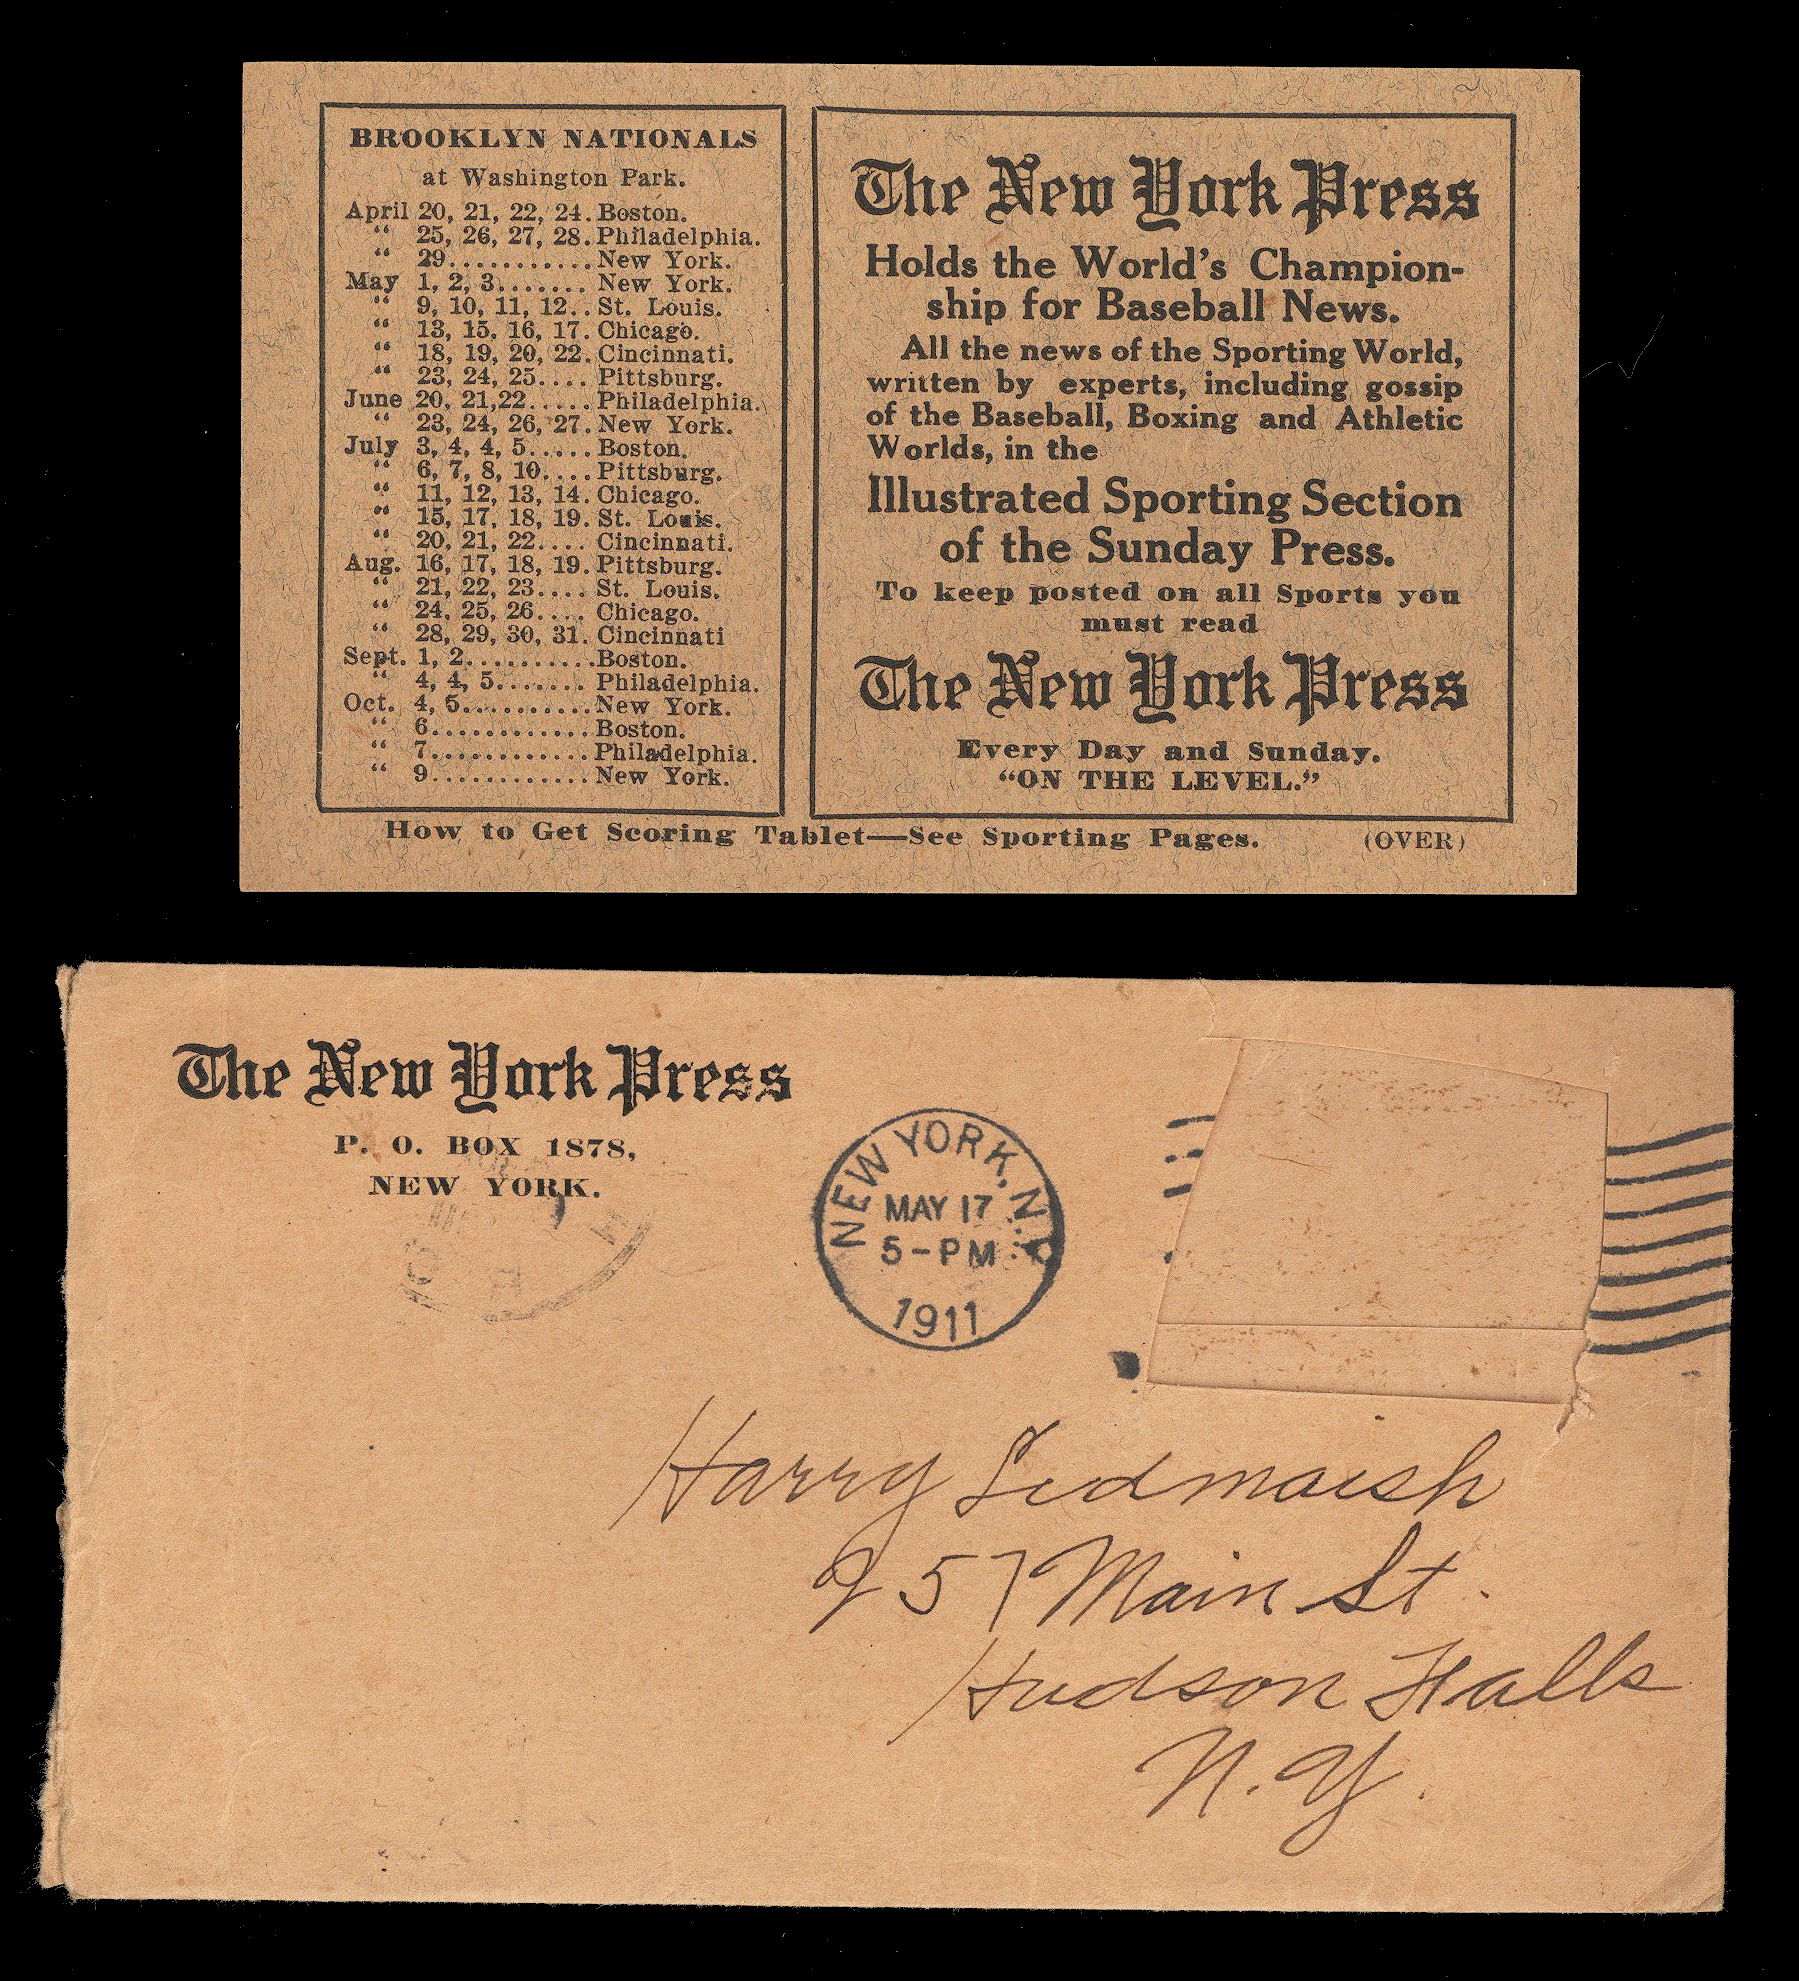 BROOKLYN NATIONALS
at Washington Park.
April 20, 21, 22, 24. Boston.
“ 25, 26, 27, 28. Philadelphia.
“ 29............New York.
May 1, 2, 3....... New York.
“ 9, 10, 11, 12.. St. Louis.
“ 13, 15, 16, 17. Chicago.
“ 18, 19, 20, 22. Cincinnati.
“ 23, 24, 25.... Pittsburg.
June 20, 21,22..... Philadelphia.
“ 23, 24, 26, 27. New York.
July 3, 4, 4, 5..... Boston.
“ 6, 7, 8, 10.... Pittsburg.
“ 11, 12, 13, 14. Chicago.
“ 15, 17, 18, 19. St. Louis.
“ 20, 21, 22.... Cincinnati.
Aug. 16, 17, 18, 19. Pittsburg.
“ 21, 22, 23.... St. Louis.
“ 24, 25, 26.... Chicago.
“ 28, 29, 30, 31. Cincinnati
Sept. 1, 2...........Boston.
“ 4, 4, 5....... Philadelphia.
Oct. 4, 5...........New York.
“ 6............Boston.
“ 7............Philadelphia.
“ 9............New York.
The New York Press
Holds the World's Champion-
ship for Baseball News.
All the news of the Sporting World,
written by experts, including gossip
of the Baseball, Boxing and Athletic
Worlds, in the
Illustrated Sporting Section
of the Sunday Press.
To keep posted on all Sports you
must read
The New York Press
Every Day and Sunday.
“ON THE LEVEL.”
How to Get Scoring Tablet—See Sporting Pages. (OVER)
The New York Press
P. O. BOX 1878,
NEW YORK.
NEW YORK, N.Y.
MAY 17
5-PM
1911
Harry
957 Main St.
Hudson Falls
N.Y.